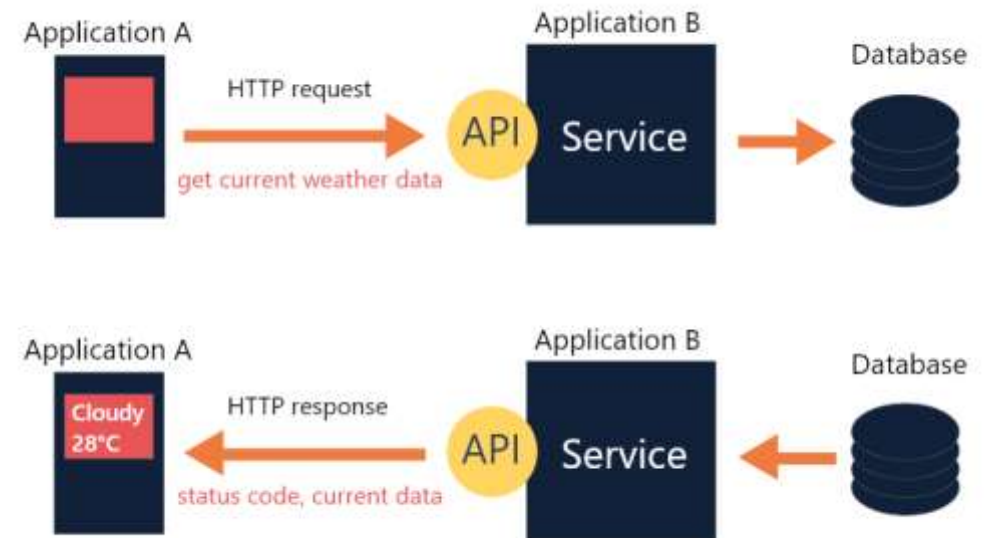 Application A
Application B
Database
HTTP request
API
Service
get current weather data
Application A
Application B
Database
Cloudy
28°C
HTTP response
API
Service
status code, current data